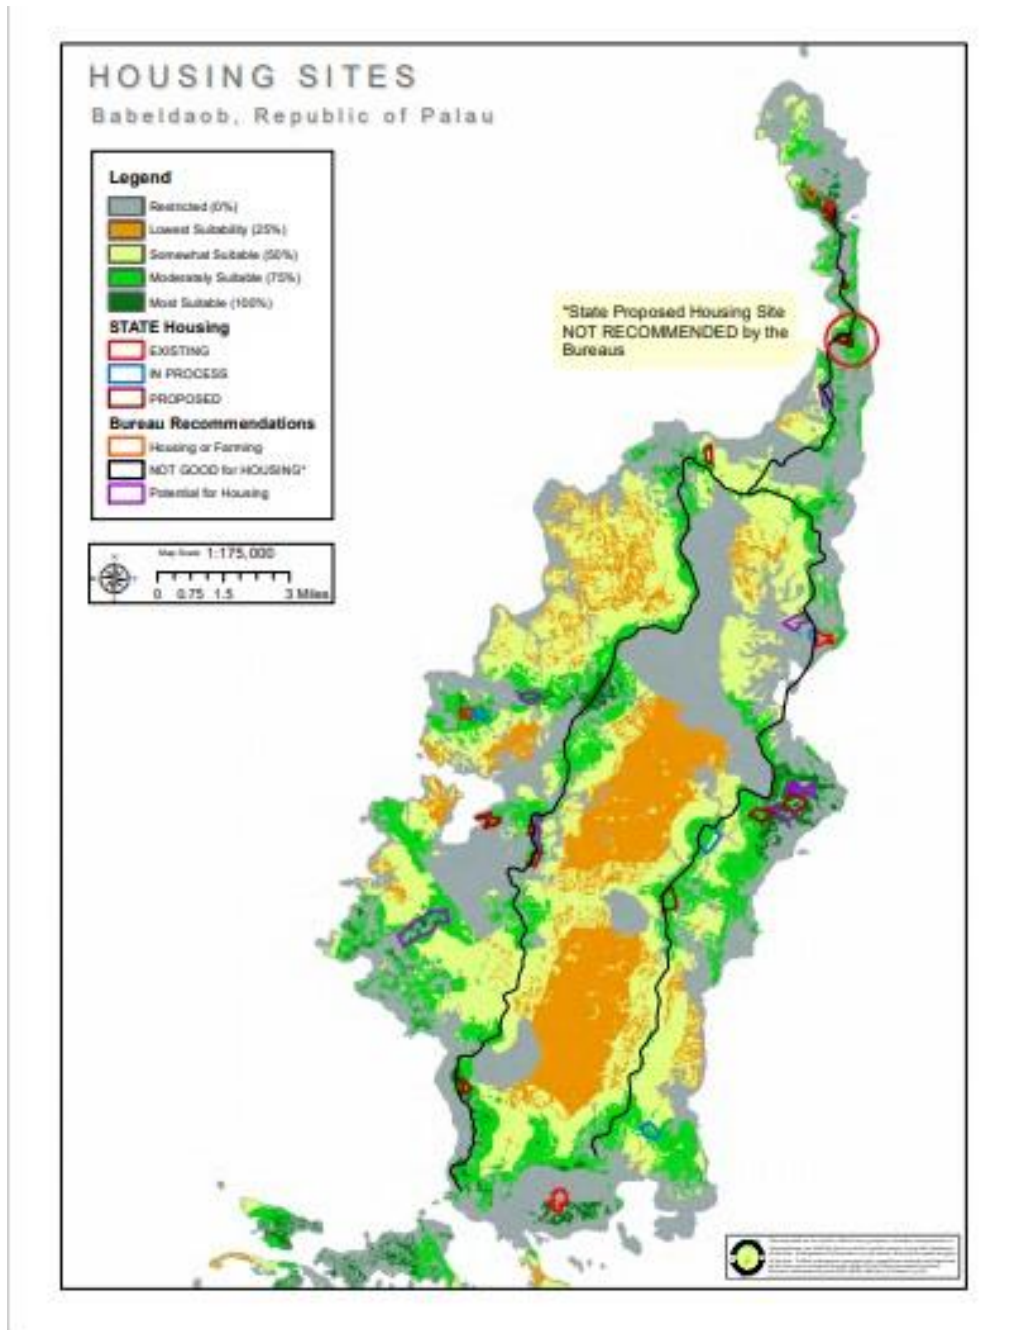 HOUSING SITES
Babeldaob, Republic of Palau
Legend
Restricted (0%)
Lowest Suitability (25%)
Somewhat Suitable (50%)
Moderately Suitable (75%)
Most Suitable (100%)
STATE Housing
EXISTING
IN PROCESS
PROPOSED
Bureau Recommendations
Housing or Farming
NOT GOOD for HOUSING*
Potential for Housing
Map Scale 1:175,000
0 0.75 1.5 3 Miles
*State Proposed Housing Site
NOT RECOMMENDED by the
Bureaus